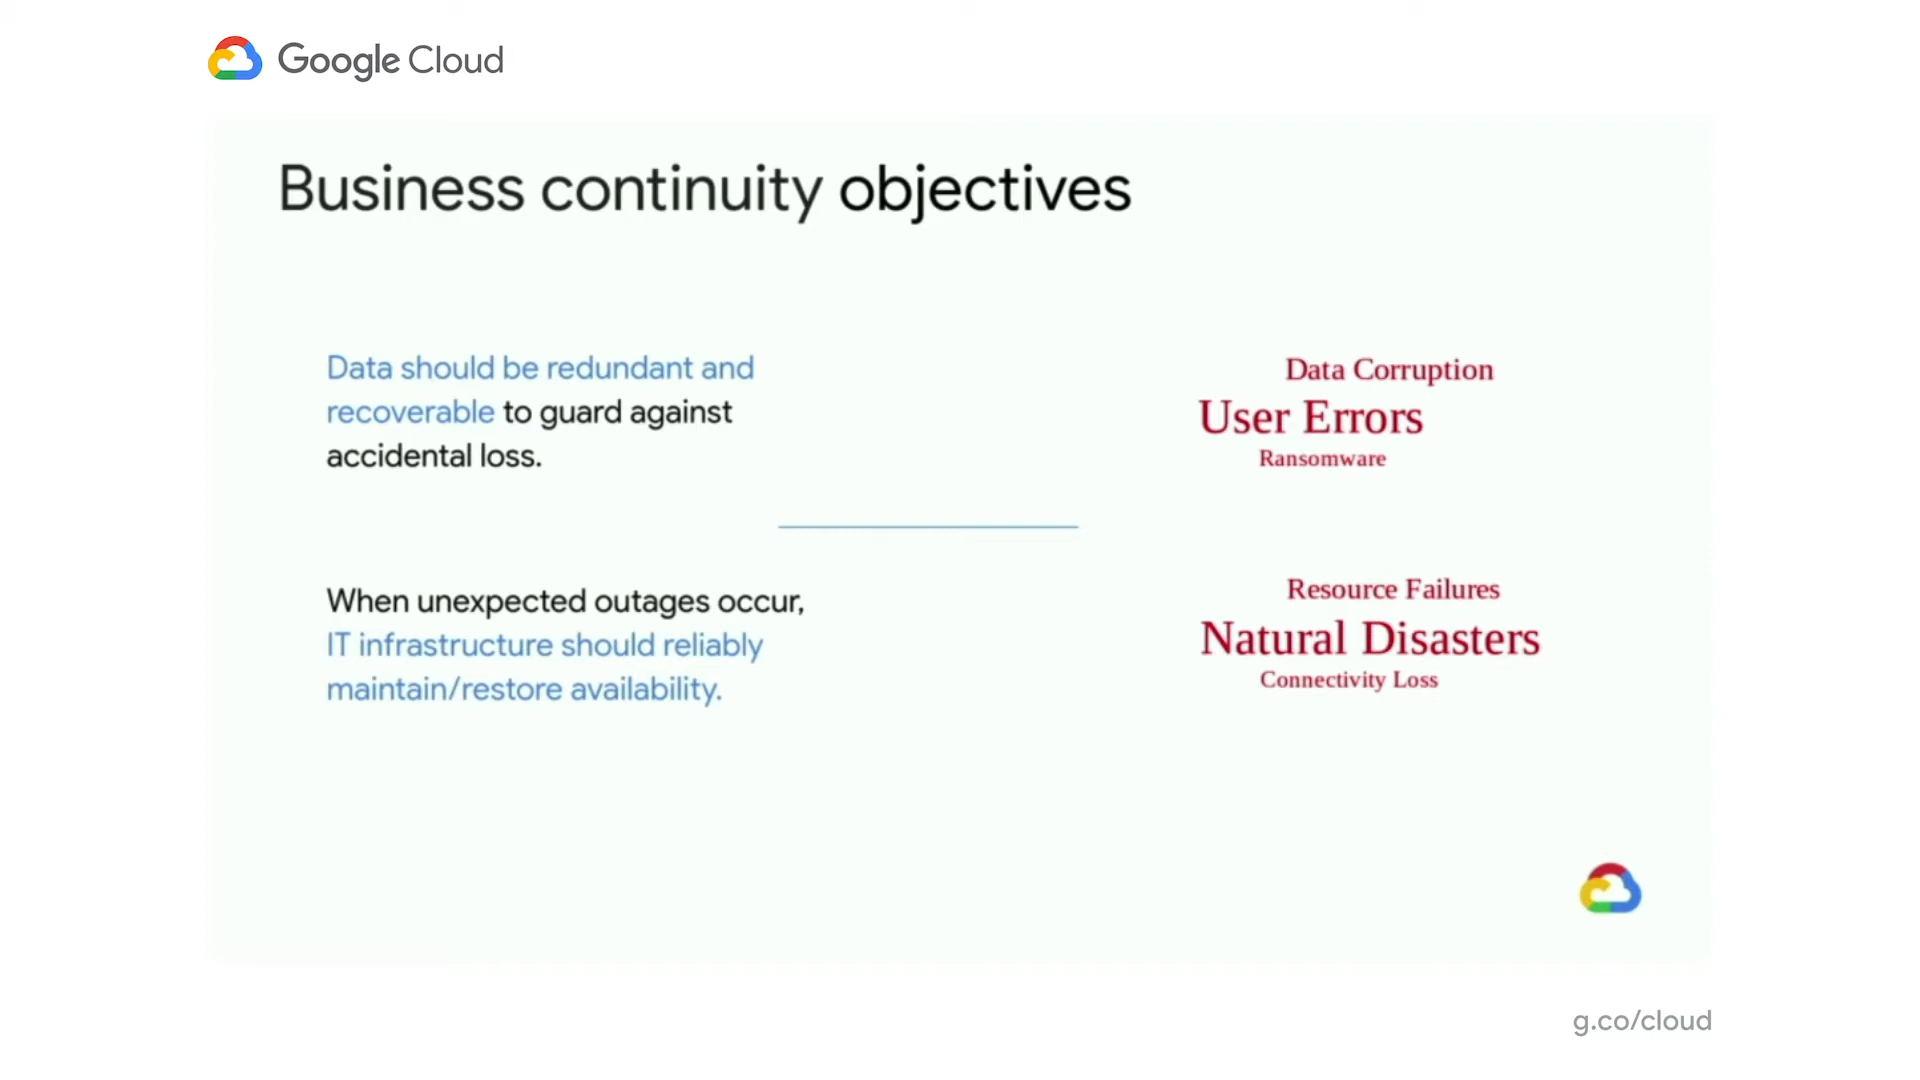 Google Cloud
Business continuity objectives
Data should be redundant and
recoverable to guard against
accidental loss.
Data Corruption
User Errors
Ransomware
When unexpected outages occur,
IT infrastructure should reliably
maintain/restore availability.
Resource Failures
Natural Disasters
Connectivity Loss
g.co/cloud